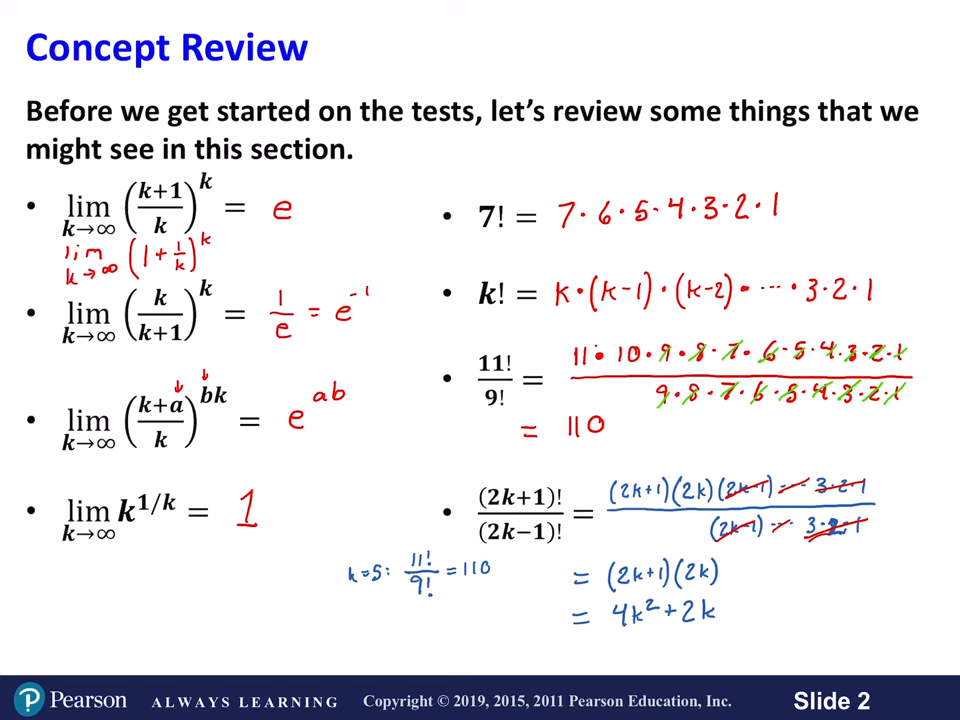 Concept Review
Before we get started on the tests, let's review some things that we
might see in this section.
• lim k→∞ ((k+1)/k)^k = e
lim k→∞ (1 + 1/k)^k
• lim k→∞ (k/(k+1))^k = 1/e = e^-1
• lim k→∞ ((k+a)/k)^bk = e^ab
• lim k→∞ k^1/k = 1
• 7! = 7·6·5·4·3·2·1
• k! = k·(k-1)·(k-2)·⋯·3·2·1
• 11!/9! = 11·10·9·8·7·6·5·4·3·2·1 / 9·8·7·6·5·4·3·2·1
= 110
• (2k+1)!/(2k−1)! = (2k+1)(2k)(2k-1)⋯3·2·1 / (2k-1)⋯3·2·1
k=5: 11!/9! = 110
= (2k+1)(2k)
= 4k²+2k
Pearson
ALWAYS LEARNING
Copyright © 2019, 2015, 2011 Pearson Education, Inc.
Slide 2